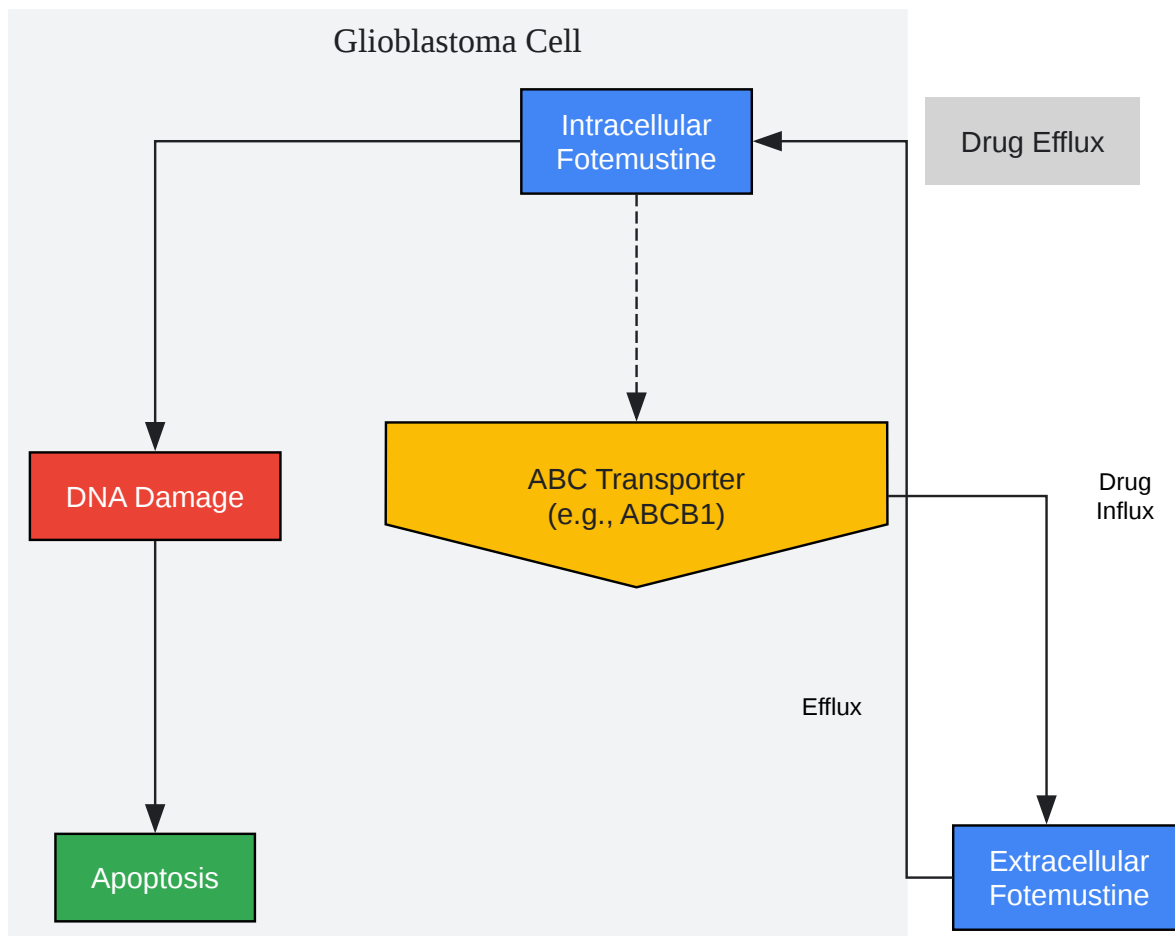 Glioblastoma Cell
Intracellular
Fotemustine
Drug Efflux
DNA Damage
ABC Transporter
(e.g., ABCB1)
Drug
Influx
Efflux
Apoptosis
Extracellular
Fotemustine